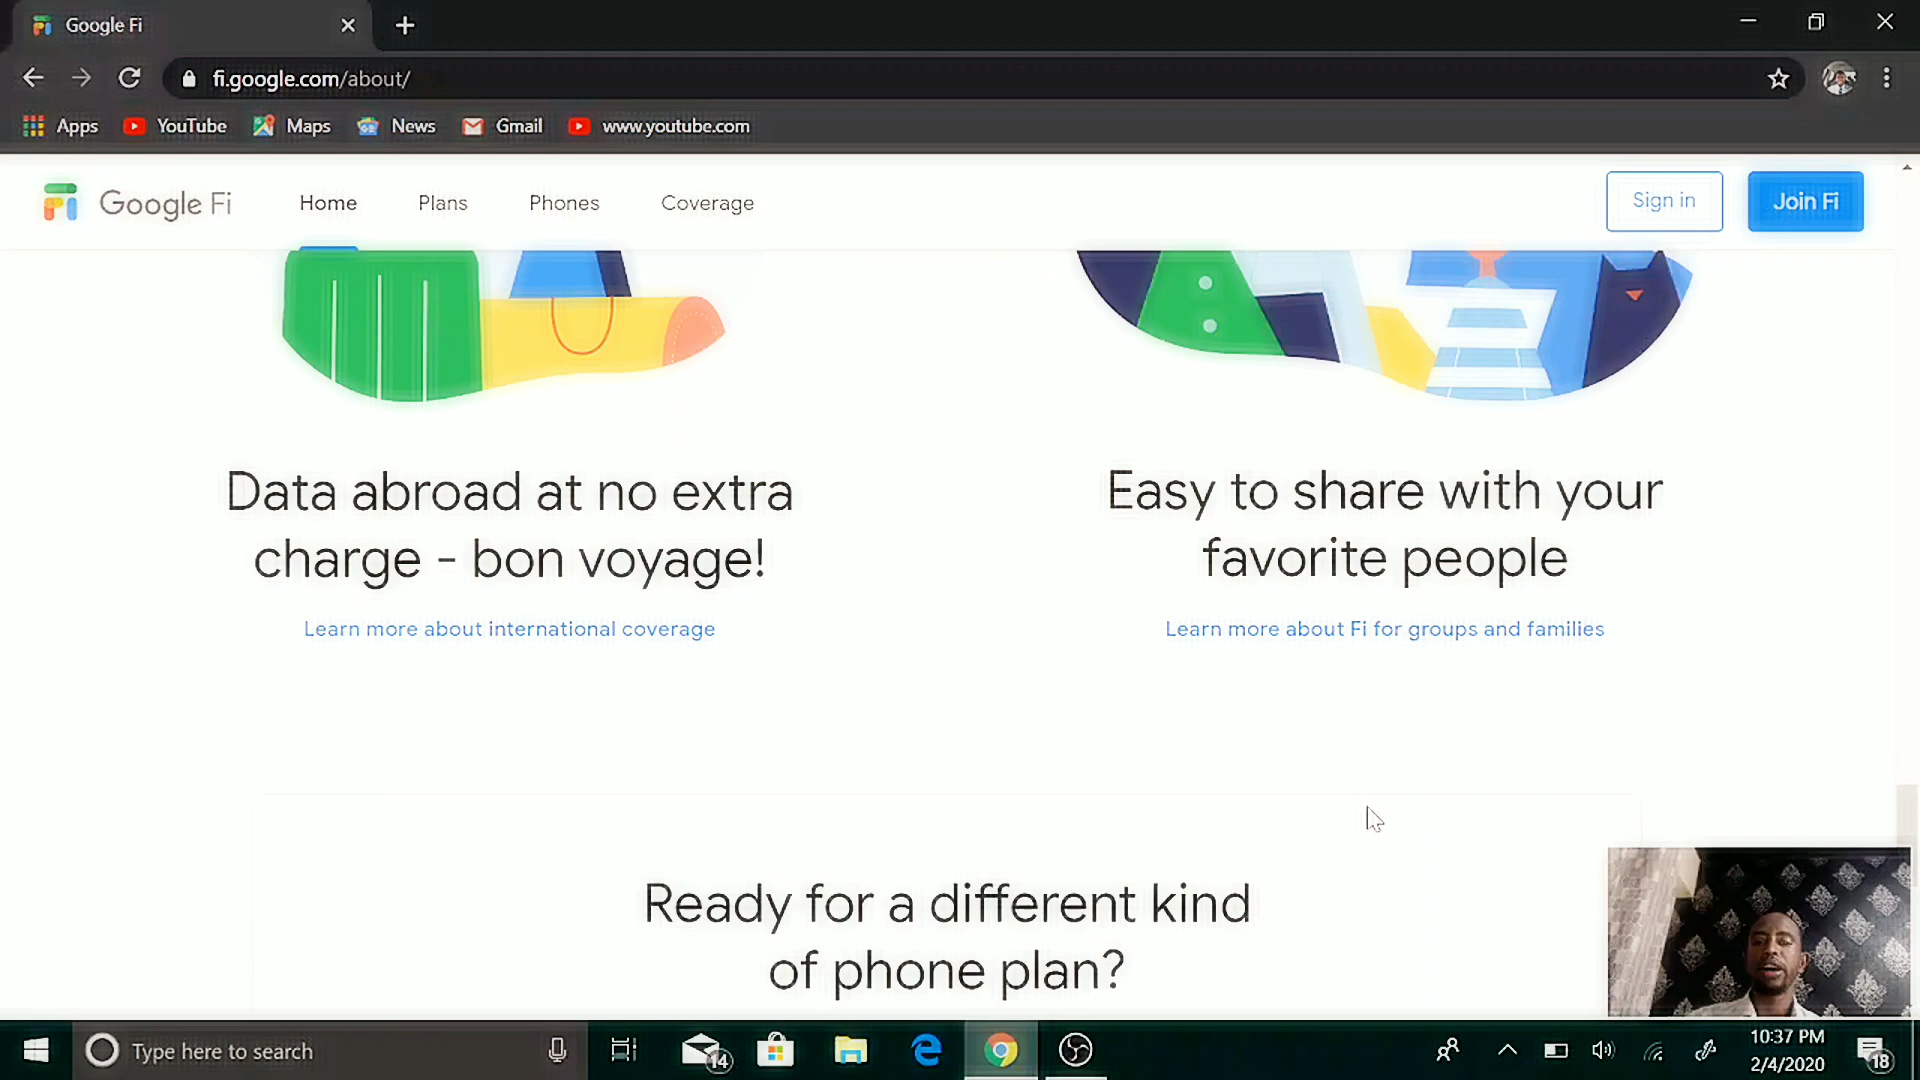 Google Fi
fi.google.com/about/
Apps YouTube Maps News Gmail www.youtube.com
Google Fi Home Plans Phones Coverage Sign in Join Fi
Data abroad at no extra
charge - bon voyage!
Learn more about international coverage
Easy to share with your
favorite people
Learn more about Fi for groups and families
Ready for a different kind
of phone plan?
Type here to search
14
10:37 PM
2/4/2020
18